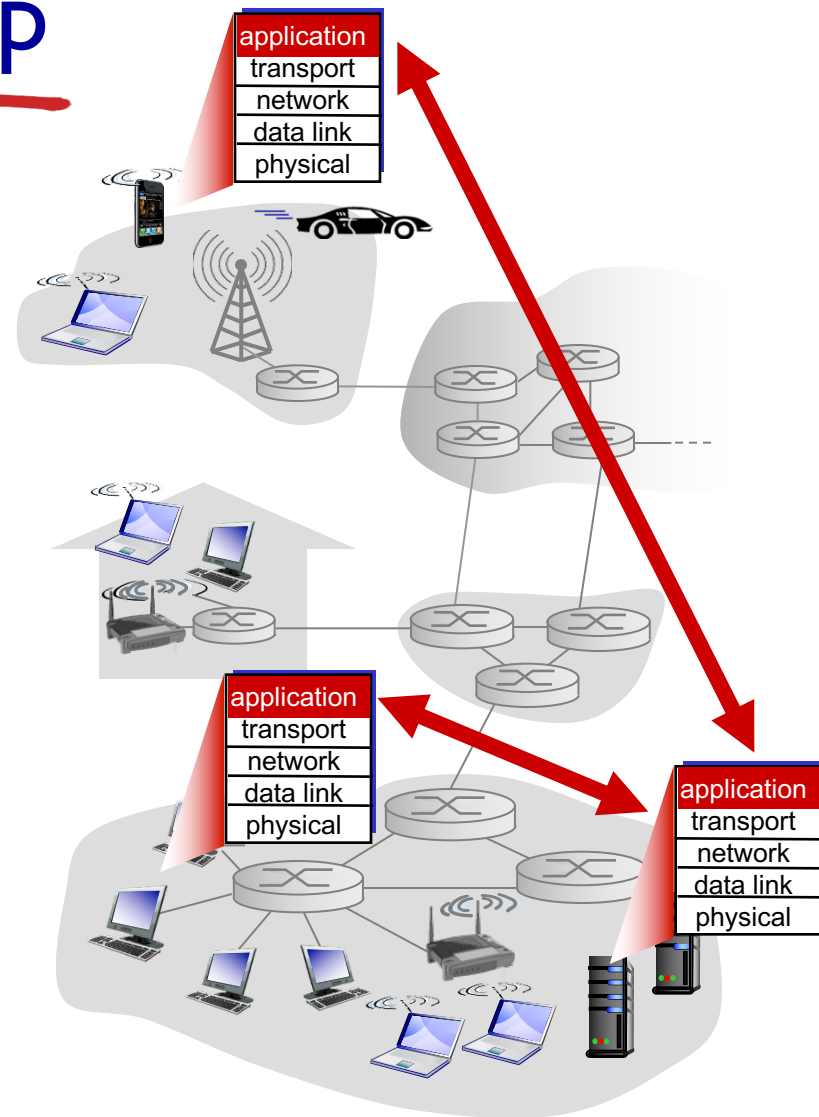 p
application
transport
network
data link
physical
application
transport
network
data link
physical
application
transport
network
data link
physical